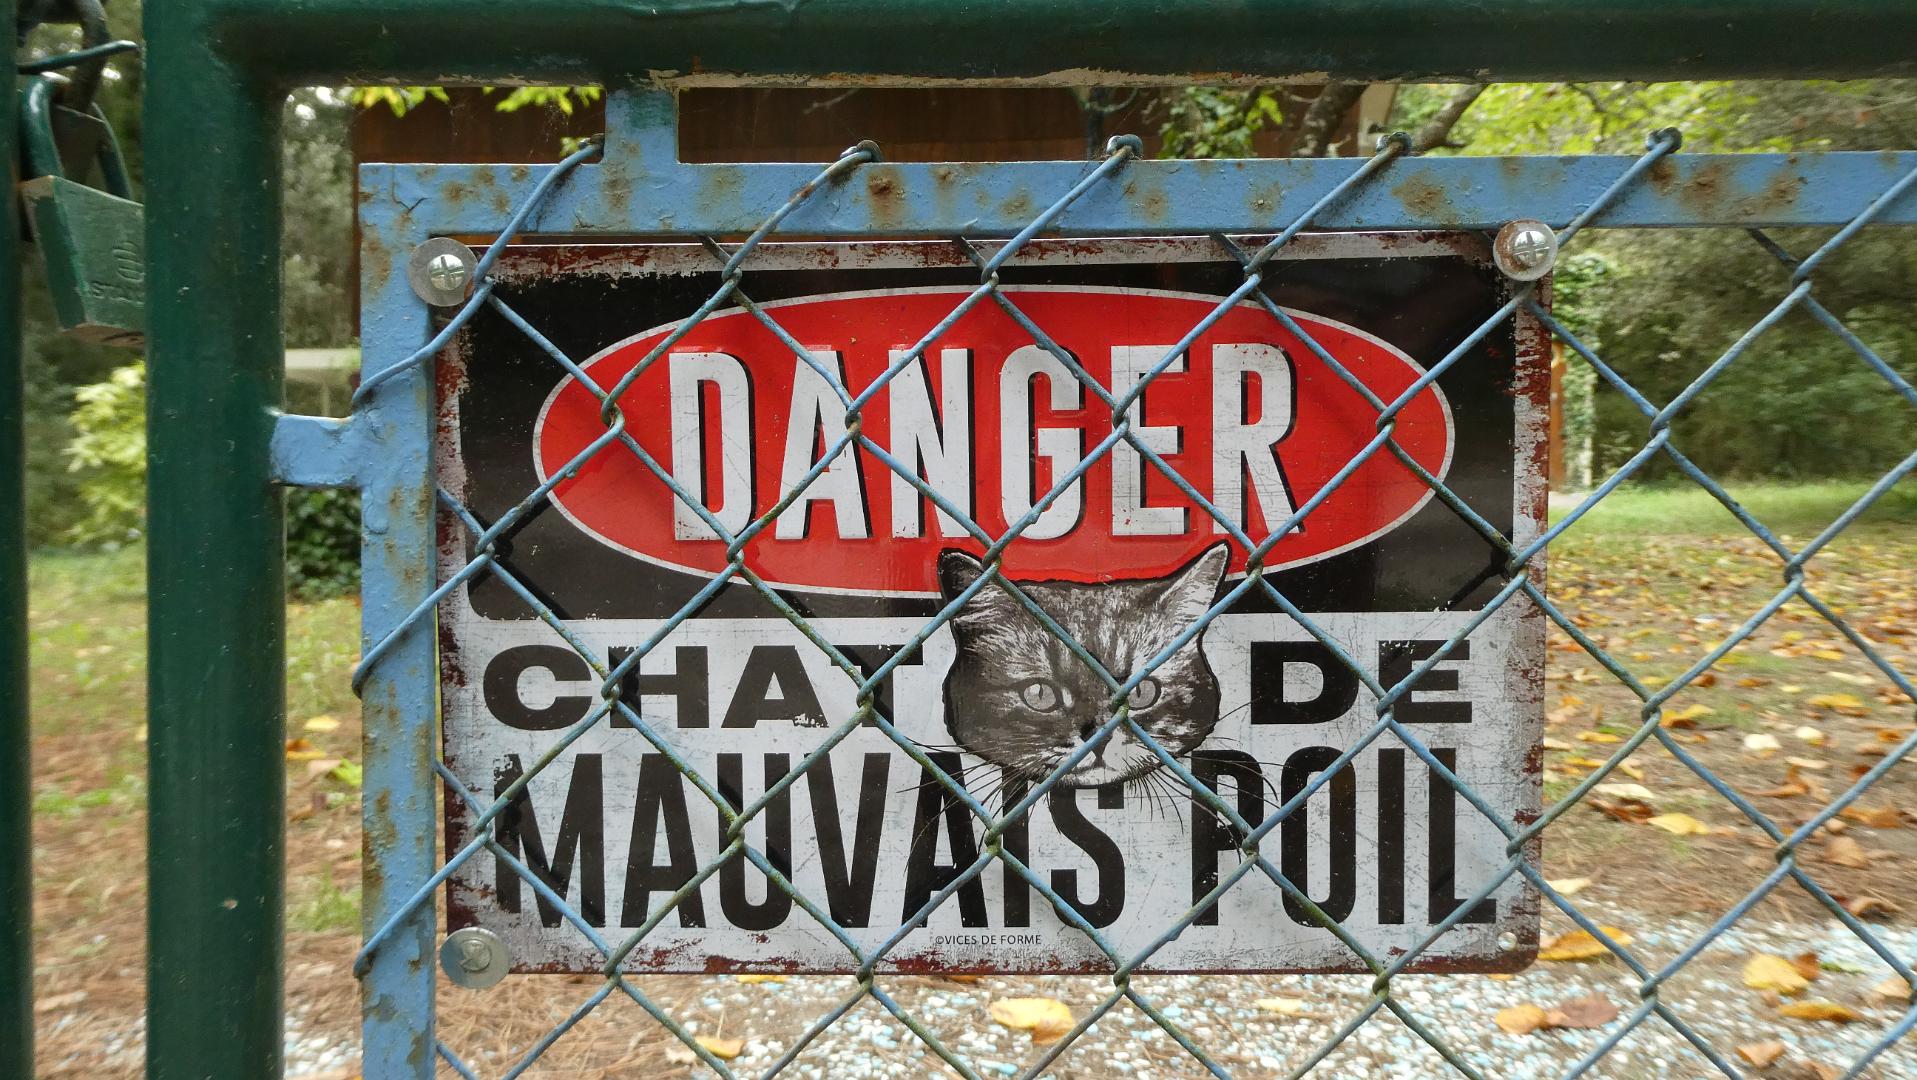 DANGER
CHAT DE
MAUVAIS POIL
©VICES DE FORME